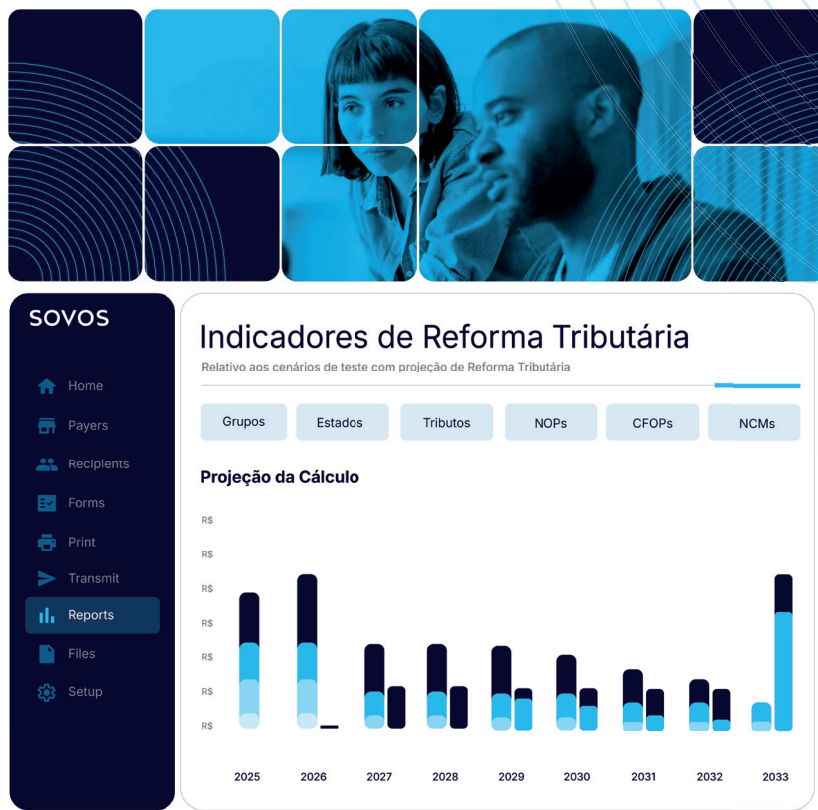 SOVOS
Home
Payers
Recipients
Forms
Print
Transmit
Reports
Files
Setup
Indicadores de Reforma Tributária
Relativo aos cenários de teste com projeção de Reforma Tributária
Grupos Estados Tributos NOPs CFOPs NCMs
Projeção da Cálculo
R$
R$
R$
R$
R$
R$
R$
2025 2026 2027 2028 2029 2030 2031 2032 2033